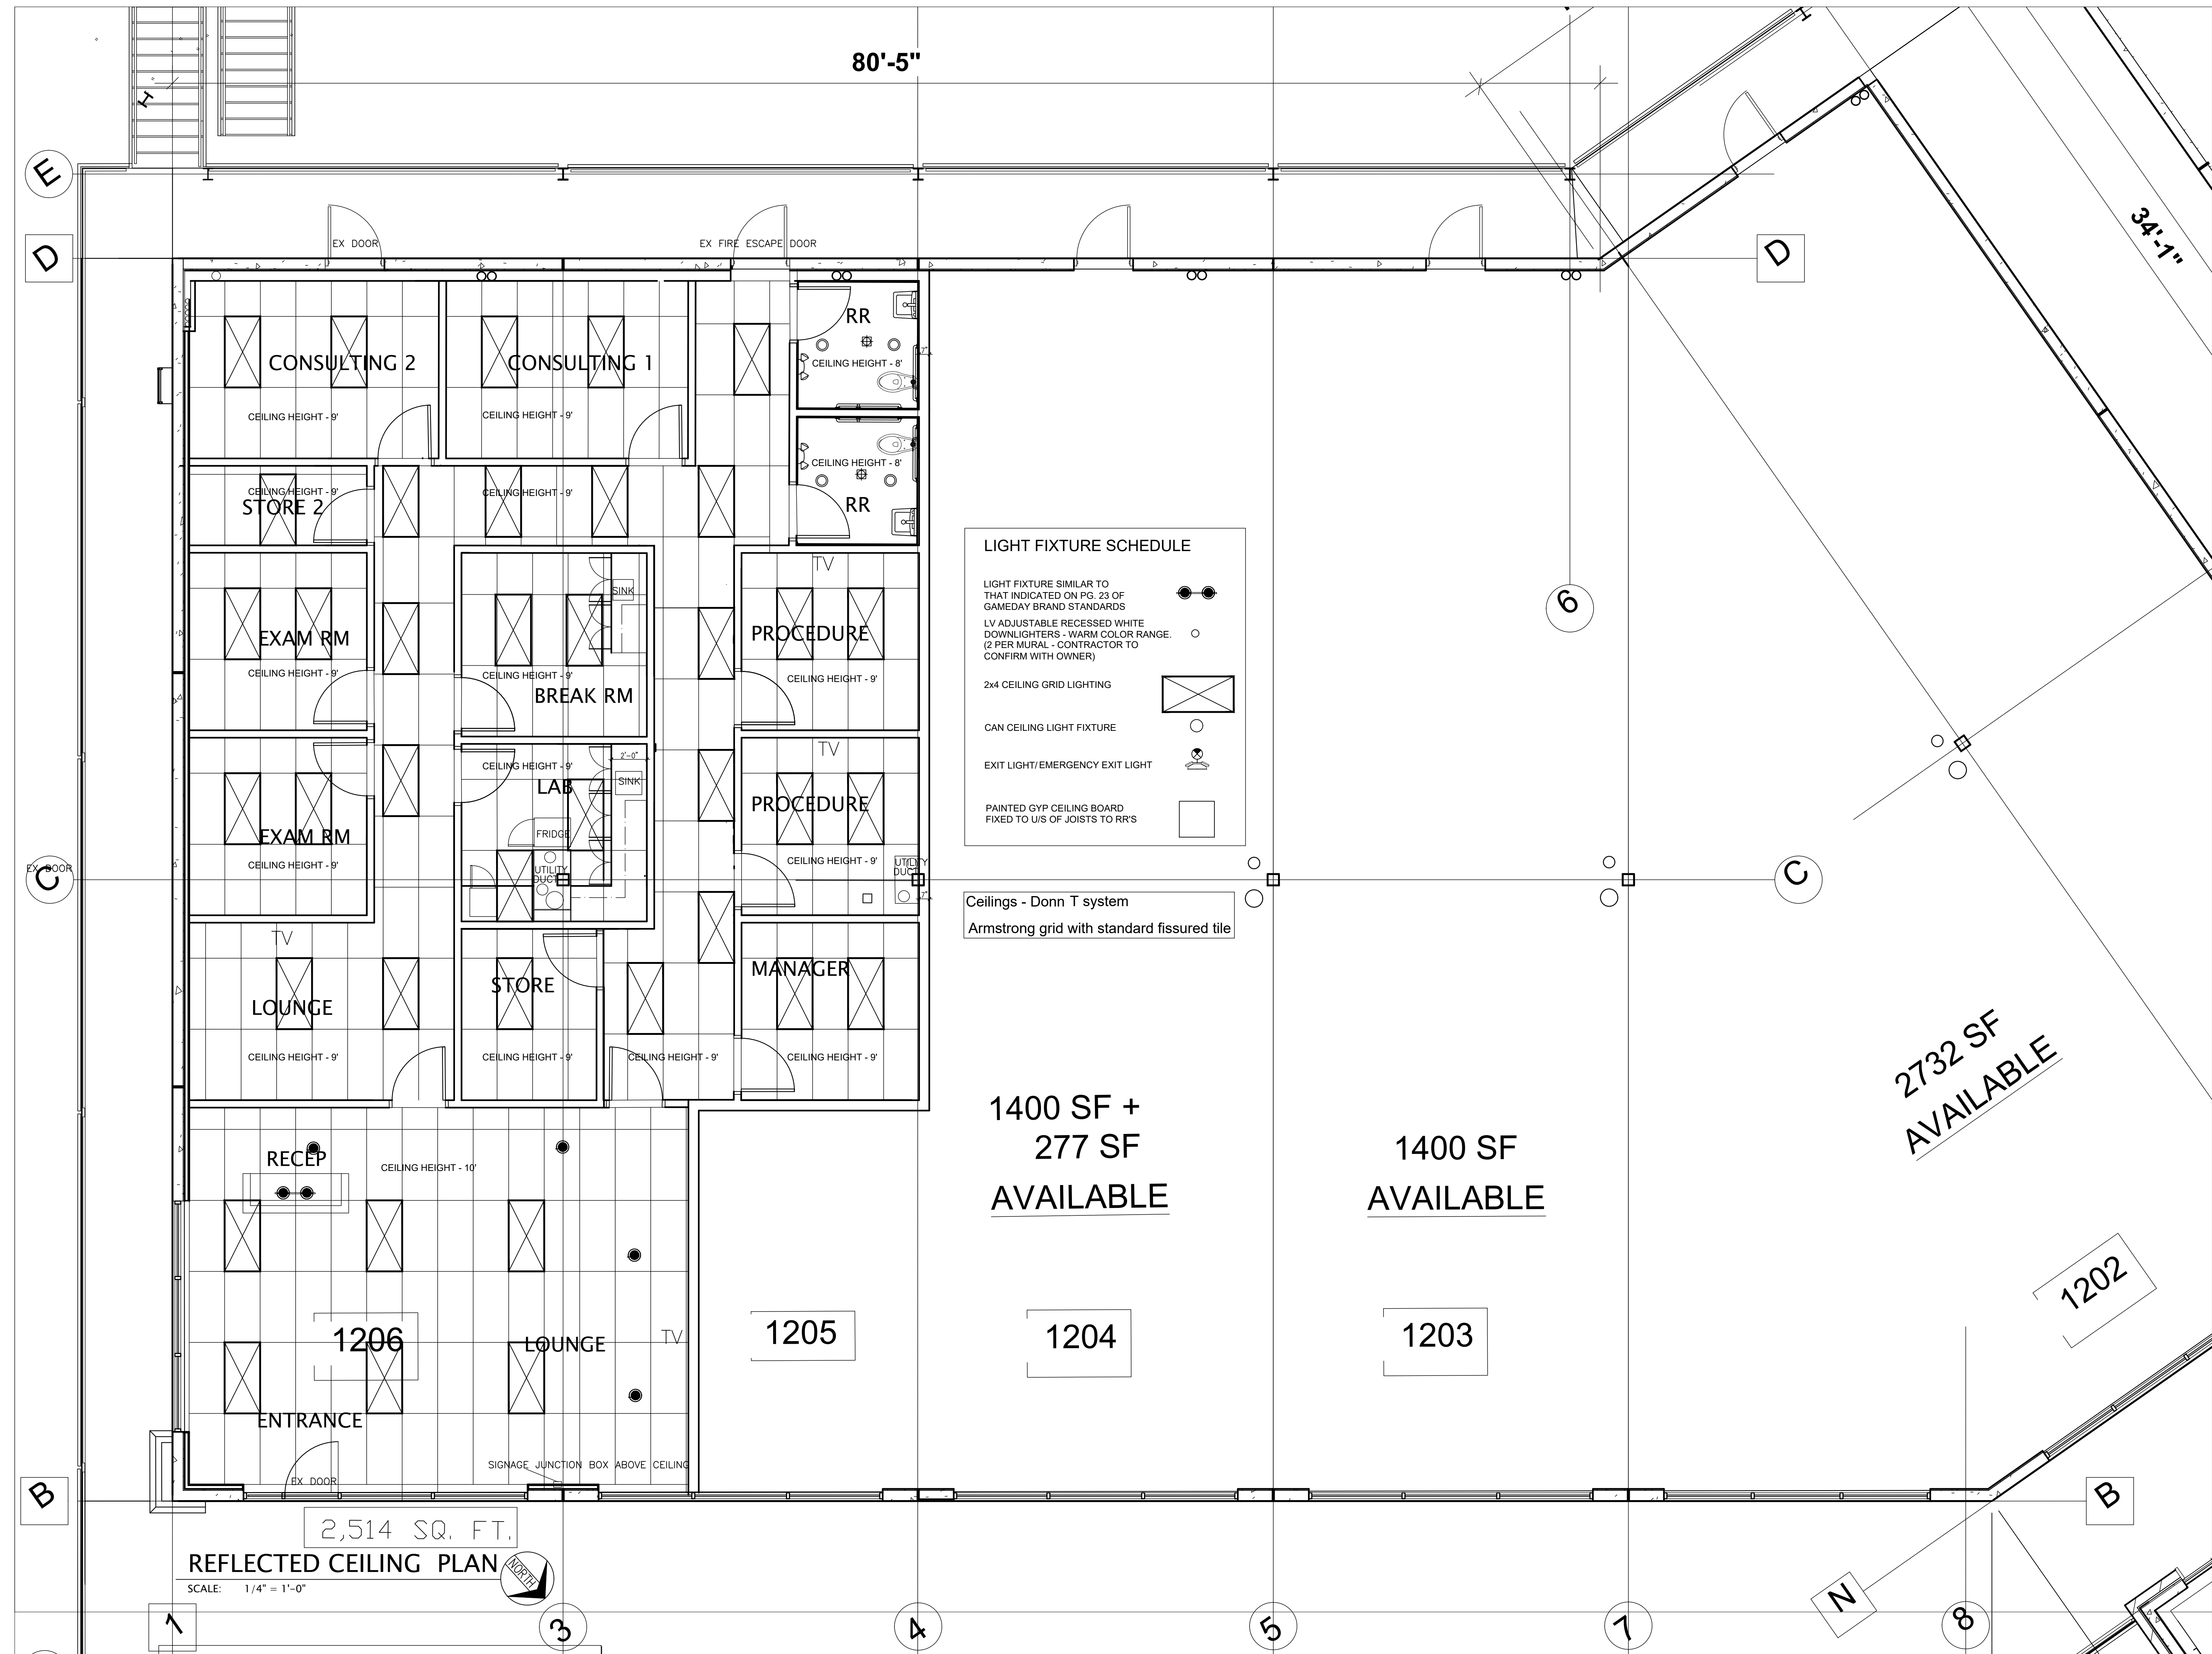 80'-5"
34'-1"
E
D
EX DOOR
EX FIRE ESCAPE DOOR
D
CONSULTING 2
CEILING HEIGHT - 9'
CONSULTING 1
CEILING HEIGHT - 9'
RR
CEILING HEIGHT - 8'
7"
CEILING HEIGHT - 8'
RR
CEILING HEIGHT - 9'
STORE 2
CEILING HEIGHT - 9'
EXAM RM
CEILING HEIGHT - 9'
SINK
CEILING HEIGHT - 9'
BREAK RM
TV
PROCEDURE
CEILING HEIGHT - 9'
LIGHT FIXTURE SCHEDULE
LIGHT FIXTURE SIMILAR TO
THAT INDICATED ON PG. 23 OF
GAMEDAY BRAND STANDARDS
LV ADJUSTABLE RECESSED WHITE
DOWNLIGHTERS - WARM COLOR RANGE.
(2 PER MURAL - CONTRACTOR TO
CONFIRM WITH OWNER)
2x4 CEILING GRID LIGHTING
CAN CEILING LIGHT FIXTURE
EXIT LIGHT/EMERGENCY EXIT LIGHT
PAINTED GYP CEILING BOARD
FIXED TO U/S OF JOISTS TO RR'S
6
EXAM RM
CEILING HEIGHT - 9'
CEILING HEIGHT - 9'
2'-0"
LAB
SINK
FRIDGE
UTILITY
DUCT
TV
PROCEDURE
CEILING HEIGHT - 9'
UTILITY
DUCT
7"
EX DOOR
C
C
Ceilings - Donn T system
Armstrong grid with standard fissured tile
TV
LOUNGE
CEILING HEIGHT - 9'
STORE
CEILING HEIGHT - 9'
CEILING HEIGHT - 9'
MANAGER
CEILING HEIGHT - 9'
1400 SF +
277 SF
AVAILABLE
1400 SF
AVAILABLE
2732 SF
AVAILABLE
RECEP
CEILING HEIGHT - 10'
1206
LOUNGE
TV
1205
1204
1203
1202
ENTRANCE
EX DOOR
SIGNAGE JUNCTION BOX ABOVE CEILING
B
B
2,514 SQ. FT.
REFLECTED CEILING PLAN
NORTH
SCALE: 1/4" = 1'-0"
1
3
4
5
7
N
8